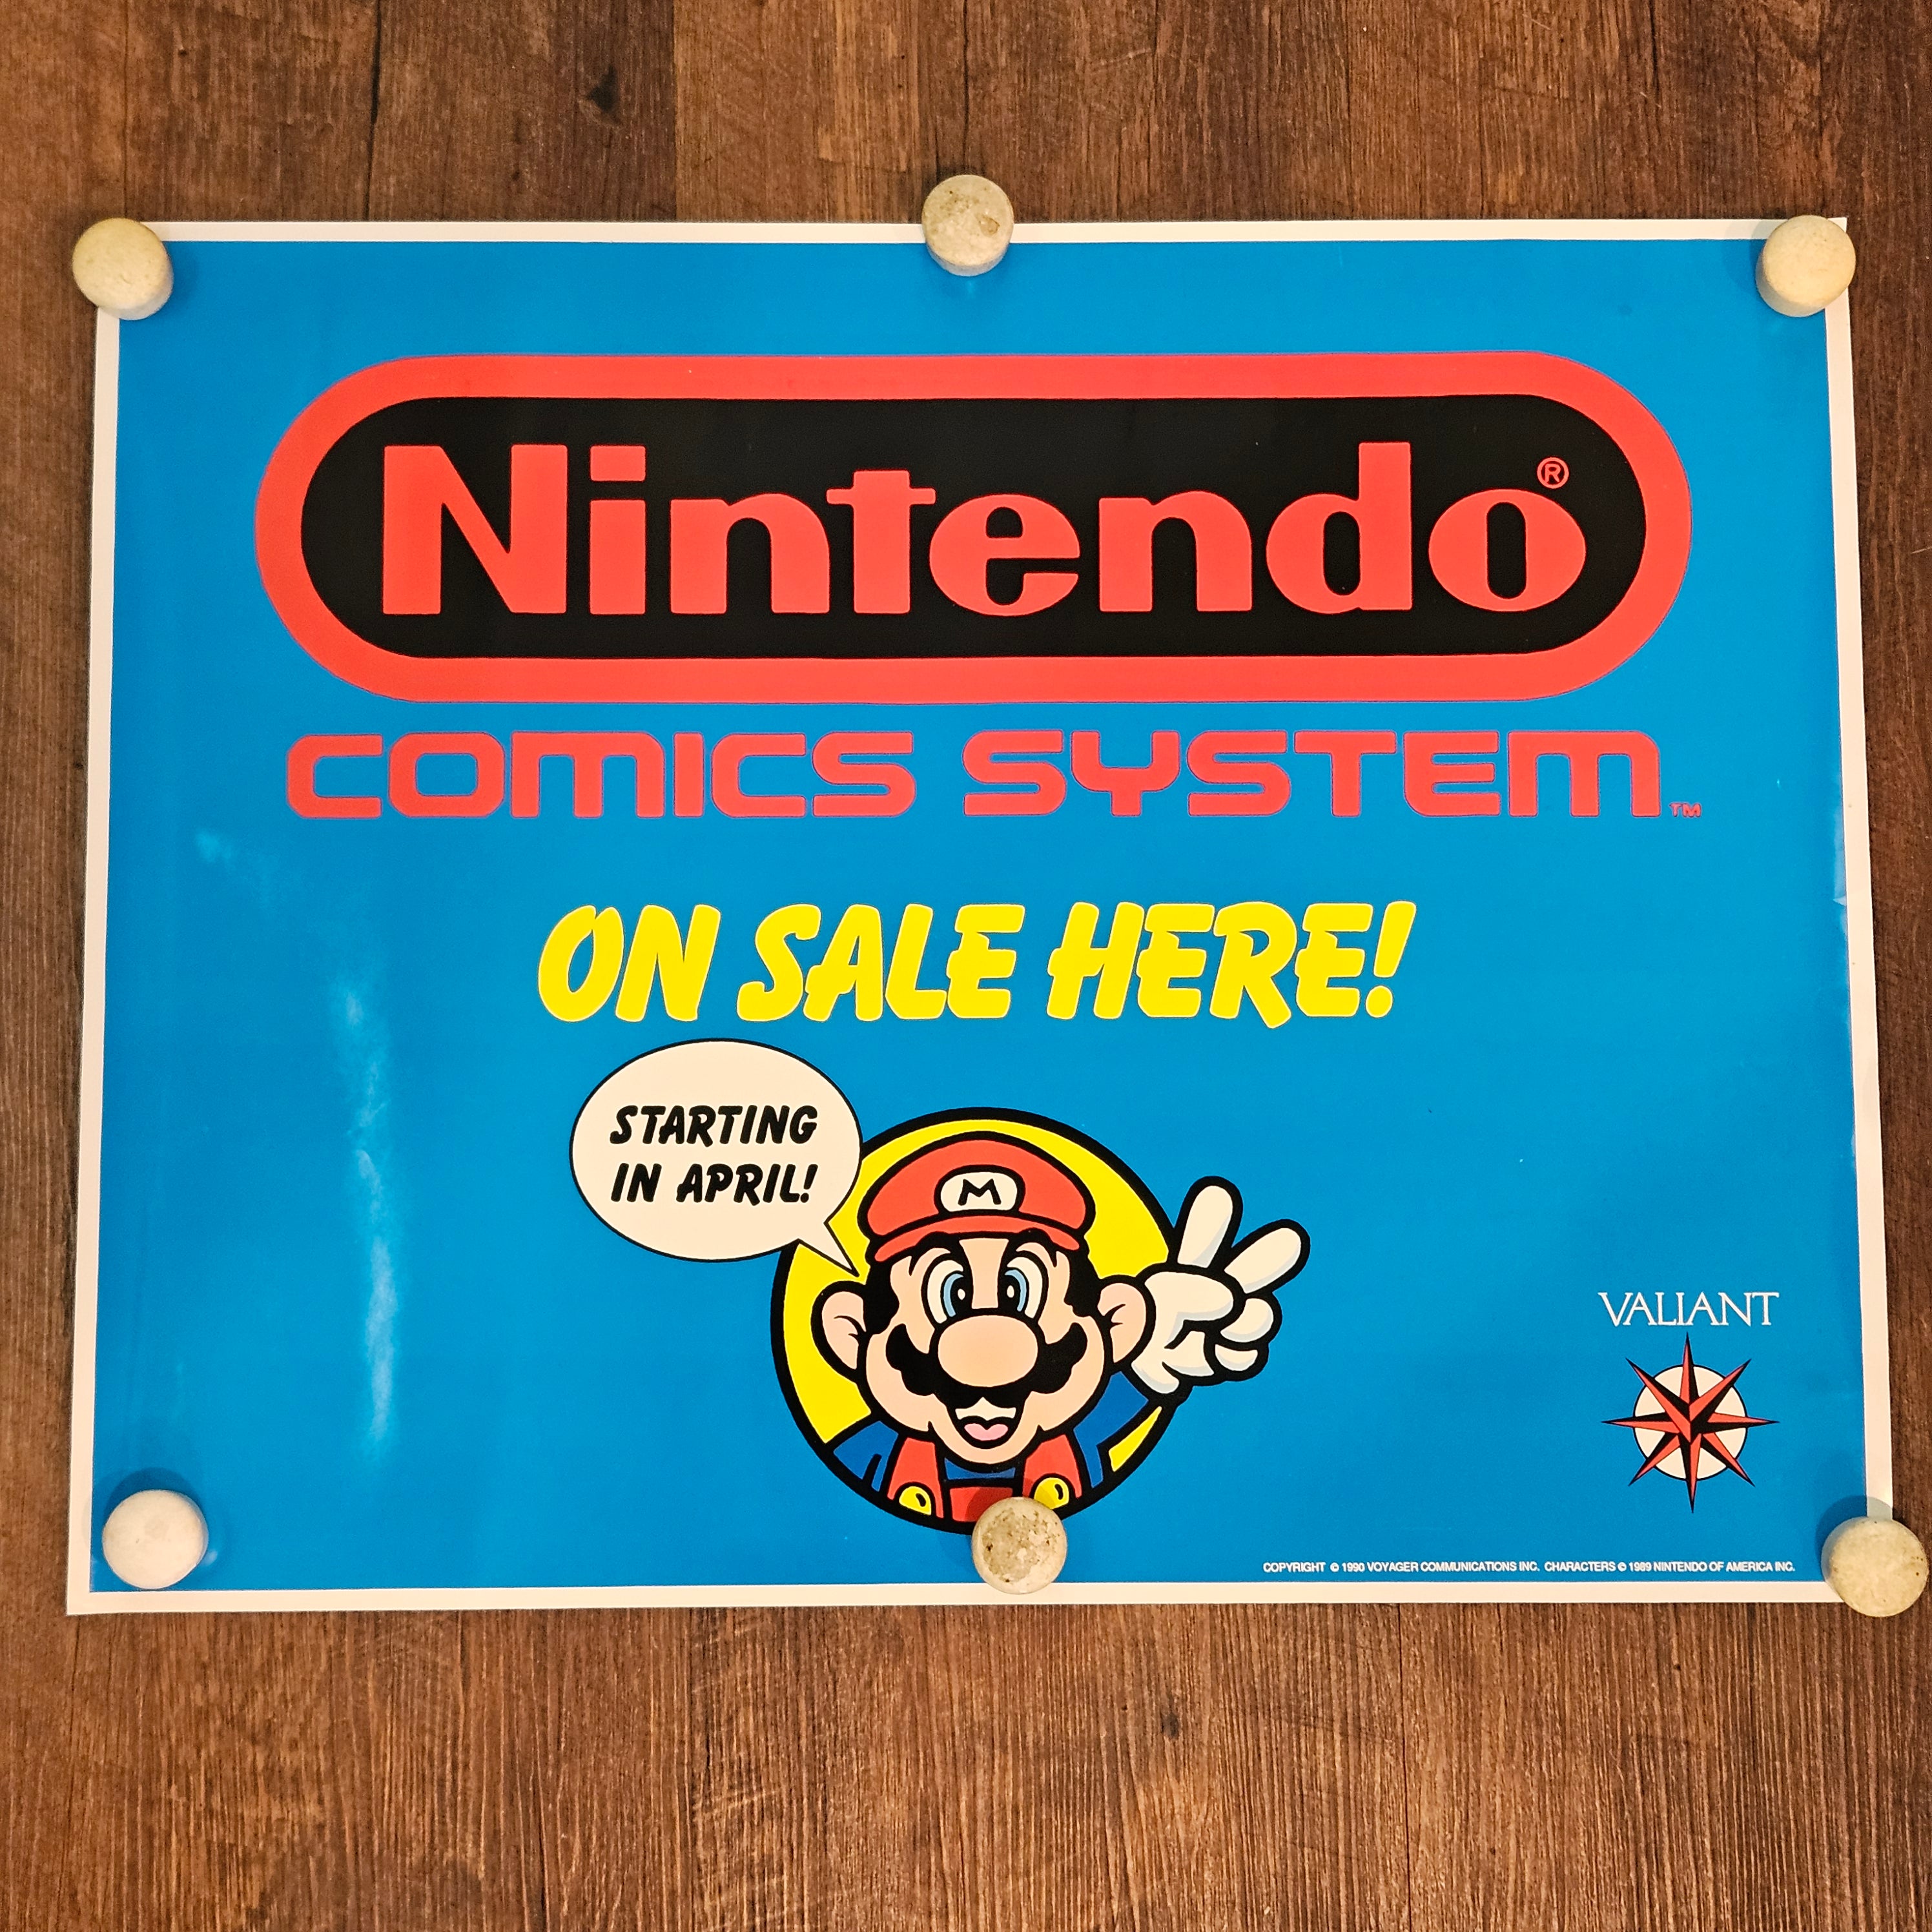 Nintendo®
COMICS SYSTEM™
ON SALE HERE!
STARTING
IN APRIL!
M
VALIANT
COPYRIGHT © 1990 VOYAGER COMMUNICATIONS INC. CHARACTERS © 1989 NINTENDO OF AMERICA INC.